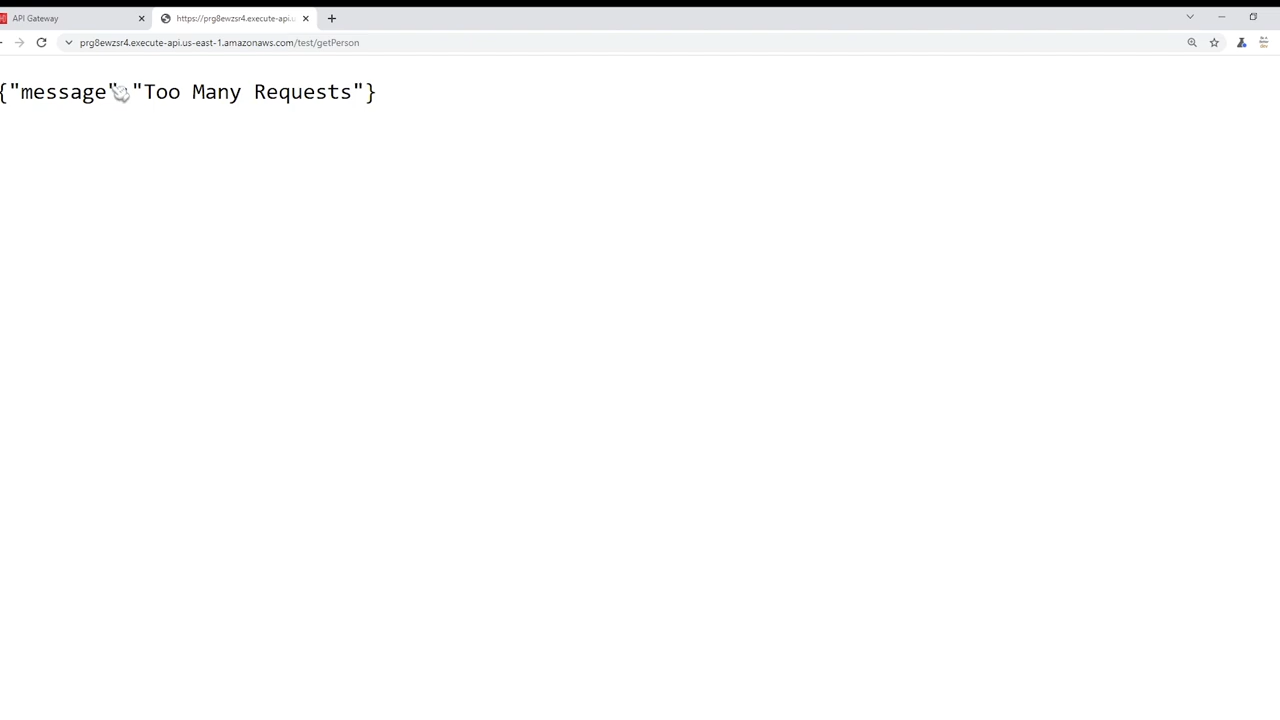 API Gateway
https://prg8ewzsr4.execute-api.u
prg8ewzsr4.execute-api.us-east-1.amazonaws.com/test/getPerson
{"message":"Too Many Requests"}